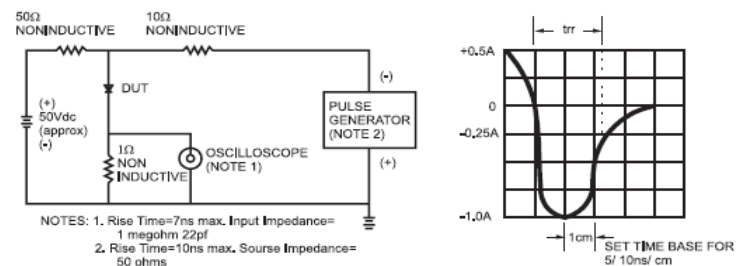 50Ω
NONINDUCTIVE
10Ω
NONINDUCTIVE
DUT
(+)
50Vdc
(approx)
(-)
1Ω
NON
INDUCTIVE
OSCILLOSCOPE
(NOTE 1)
(-)
PULSE
GENERATOR
(NOTE 2)
(+)
NOTES: 1. Rise Time=7ns max. Input Impedance=
1 megohm 22pf
2. Rise Time=10ns max. Sourse Impedance=
50 ohms
trr
+0.5A
0
-0.25A
-1.0A
1cm
SET TIME BASE FOR
5/ 10ns/ cm